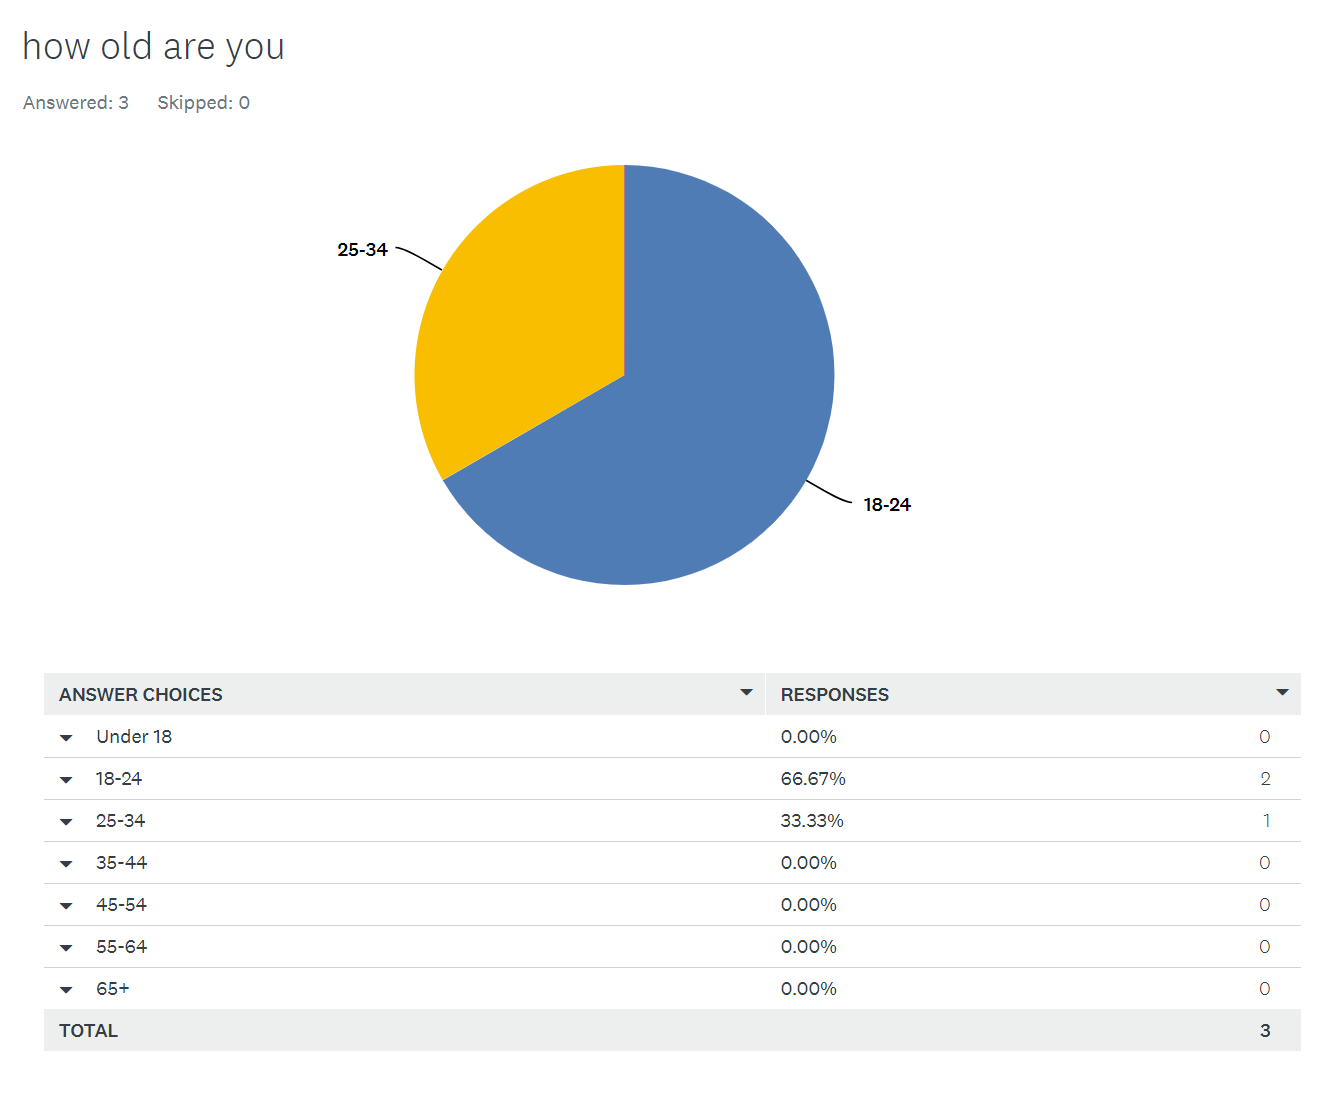 how old are you
Answered: 3 Skipped: 0
25-34
18-24
ANSWER CHOICES RESPONSES
Under 18 0.00% 0
18-24 66.67% 2
25-34 33.33% 1
35-44 0.00% 0
45-54 0.00% 0
55-64 0.00% 0
65+ 0.00% 0
TOTAL 3